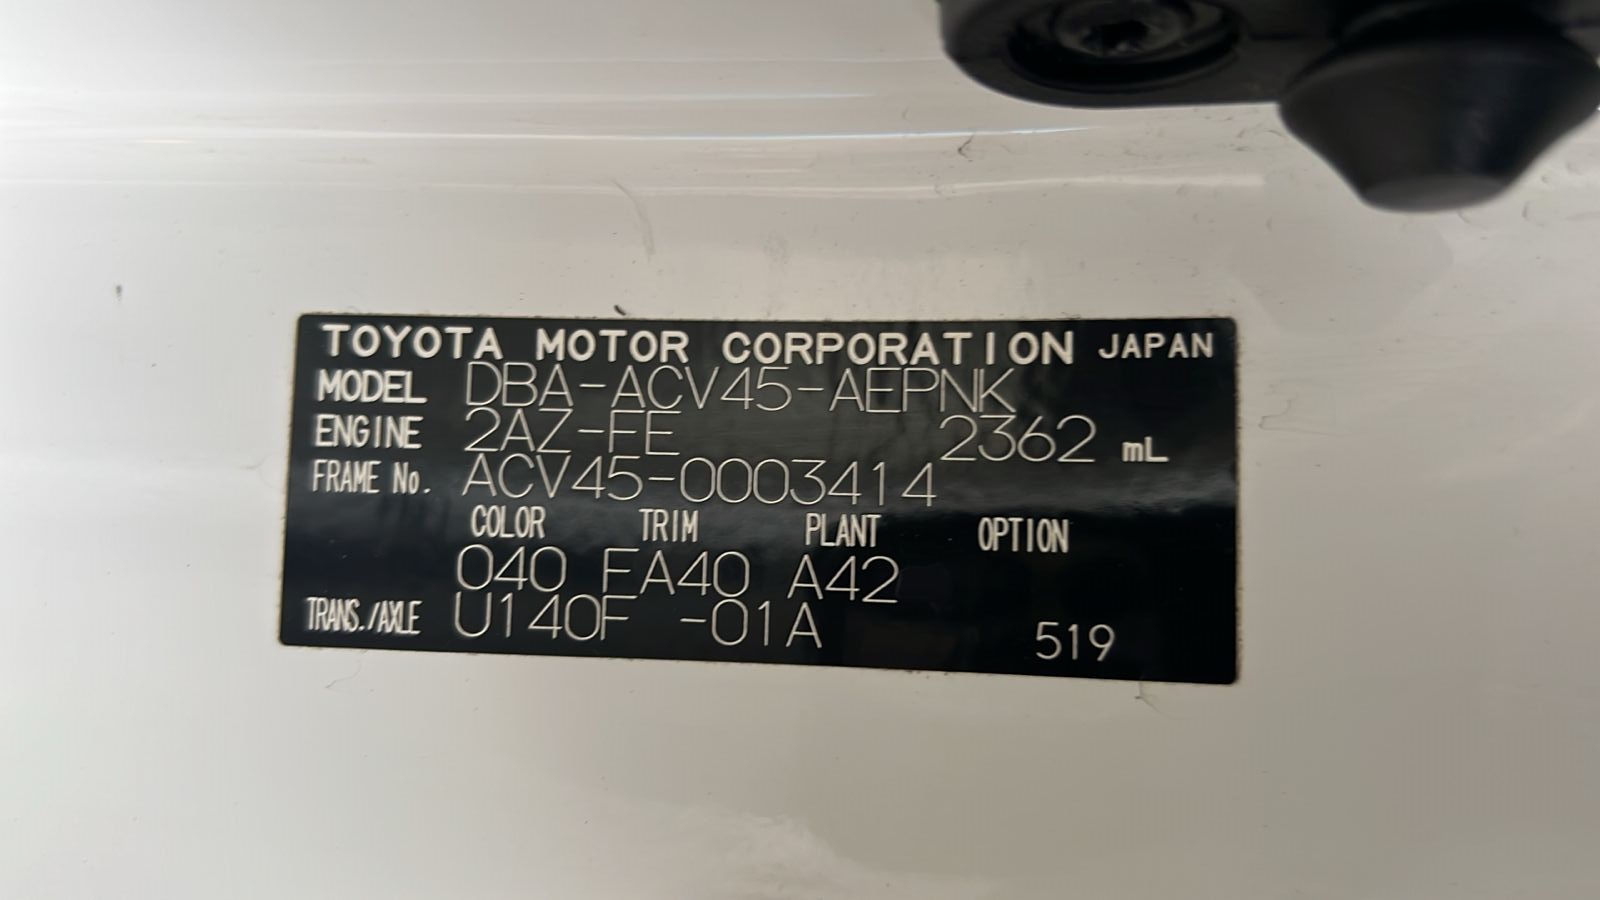 TOYOTA MOTOR CORPORATION JAPAN
MODEL DBA-ACV45-AEPNK
ENGINE 2AZ-FE 2362 mL
FRAME No. ACV45-0003414
COLOR TRIM PLANT OPTION
040 FA40 A42
TRANS./AXLE U140F -01A 519